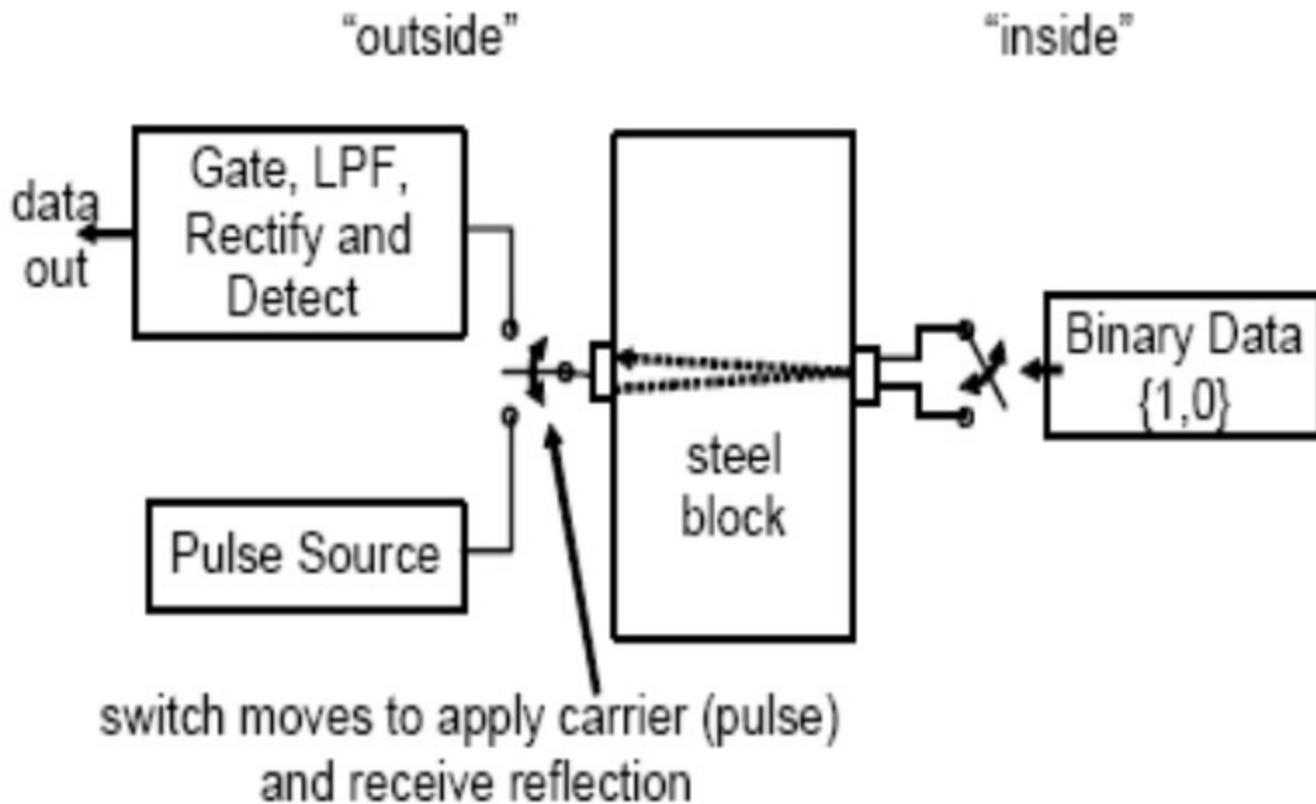 “outside”
“inside”
Gate, LPF,
Rectify and
Detect
data
out
Binary Data
{1,0}
steel
block
Pulse Source
switch moves to apply carrier (pulse)
and receive reflection